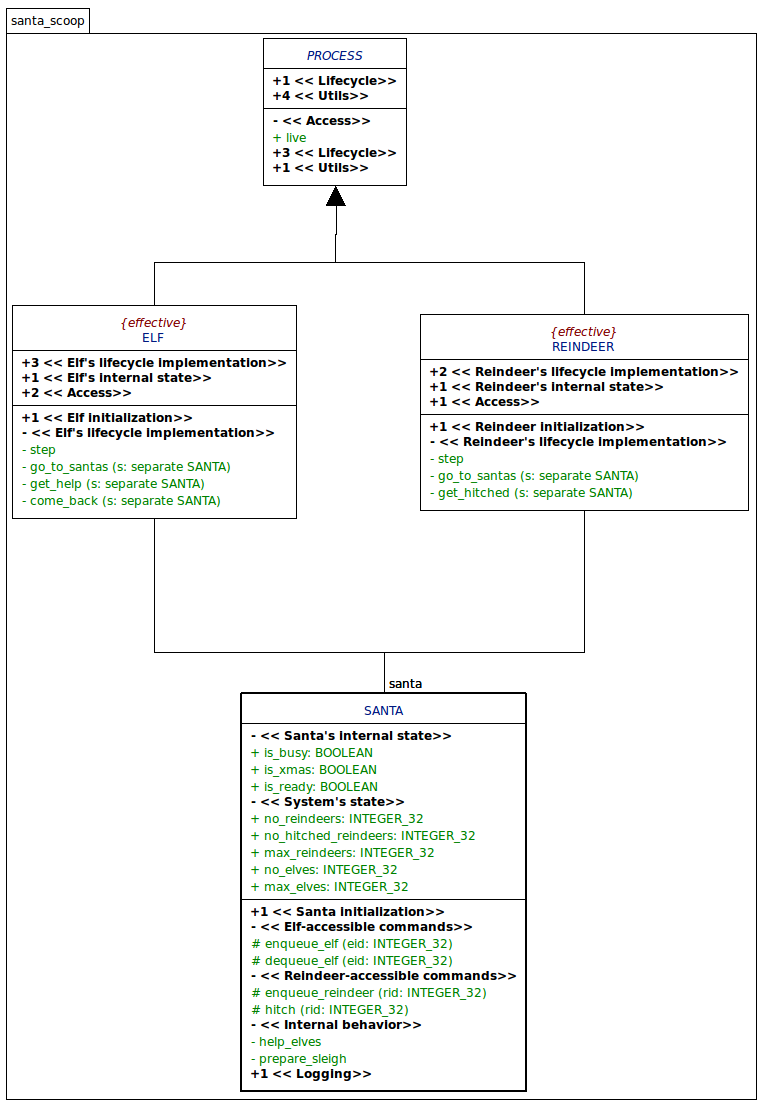 santa_scoop
PROCESS
+1 << Lifecycle>>
+4 << Utils>>
- << Access>>
+ live
+3 << Lifecycle>>
+1 << Utils>>
{effective}
ELF
+3 << Elf's lifecycle implementation>>
+1 << Elf's internal state>>
+2 << Access>>
+1 << Elf initialization>>
- << Elf's lifecycle implementation>>
- step
- go_to_santas (s: separate SANTA)
- get_help (s: separate SANTA)
- come_back (s: separate SANTA)
{effective}
REINDEER
+2 << Reindeer's lifecycle implementation>>
+1 << Reindeer's internal state>>
+1 << Access>>
+1 << Reindeer initialization>>
- << Reindeer's lifecycle implementation>>
- step
- go_to_santas (s: separate SANTA)
- get_hitched (s: separate SANTA)
santa
SANTA
- << Santa's internal state>>
+ is_busy: BOOLEAN
+ is_xmas: BOOLEAN
+ is_ready: BOOLEAN
- << System's state>>
+ no_reindeers: INTEGER_32
+ no_hitched_reindeers: INTEGER_32
+ max_reindeers: INTEGER_32
+ no_elves: INTEGER_32
+ max_elves: INTEGER_32
+1 << Santa initialization>>
- << Elf-accessible commands>>
# enqueue_elf (eid: INTEGER_32)
# dequeue_elf (eid: INTEGER_32)
- << Reindeer-accessible commands>>
# enqueue_reindeer (rid: INTEGER_32)
# hitch (rid: INTEGER_32)
- << Internal behavior>>
- help_elves
- prepare_sleigh
+1 << Logging>>